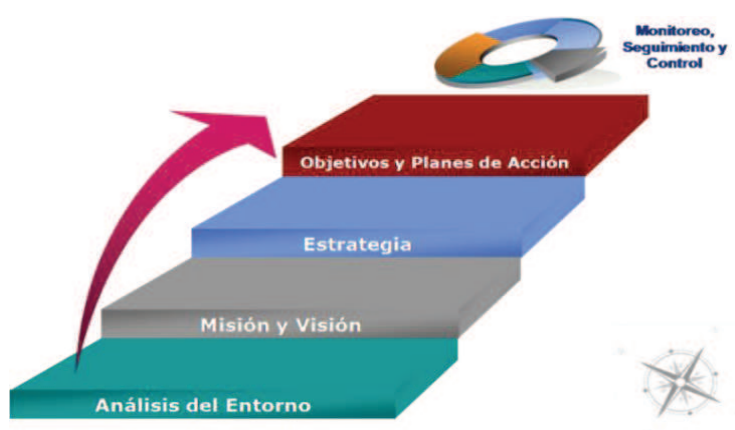 Monitoreo,
Seguimiento y
Control
Objetivos y Planes de Acción
Estrategia
Misión y Visión
Análisis del Entorno